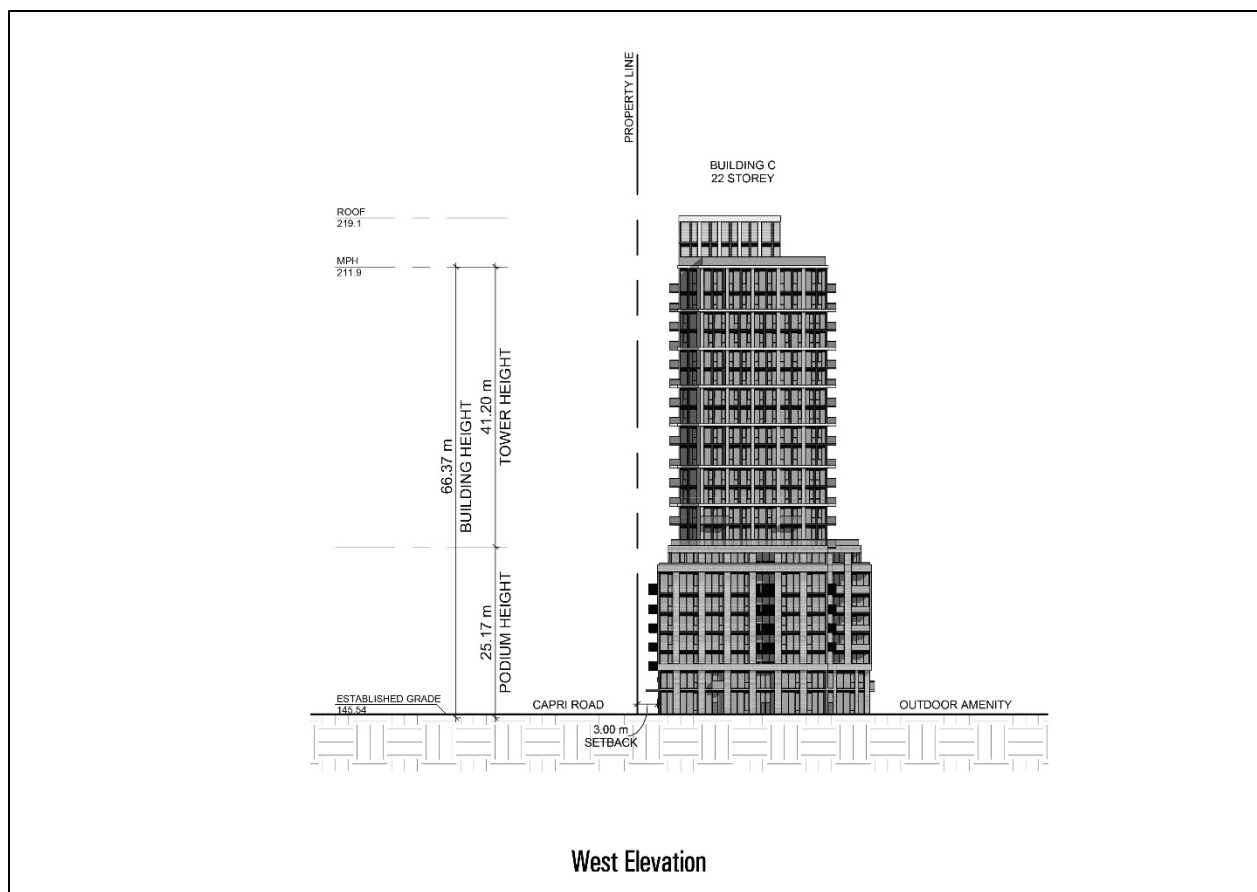 PROPERTY LINE
BUILDING C
22 STOREY
ROOF
219.1
MPH
211.9
66.37 m
BUILDING HEIGHT
41.20 m
TOWER HEIGHT
25.17 m
PODIUM HEIGHT
ESTABLISHED GRADE
145.54
CAPRI ROAD
OUTDOOR AMENITY
3.00 m
SETBACK
West Elevation